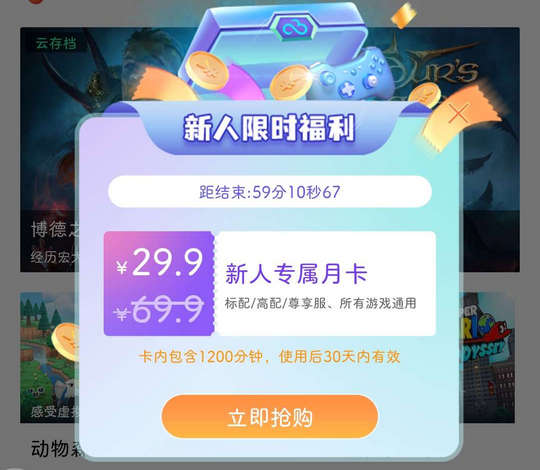 云存档
新人限时福利
距结束:59分10秒67
博德之
经历宏大
¥29.9
¥69.9
新人专属月卡
标配/高配/尊享服、所有游戏通用
卡内包含1200分钟，使用后30天内有效
立即抢购
感受虚拟
动物森